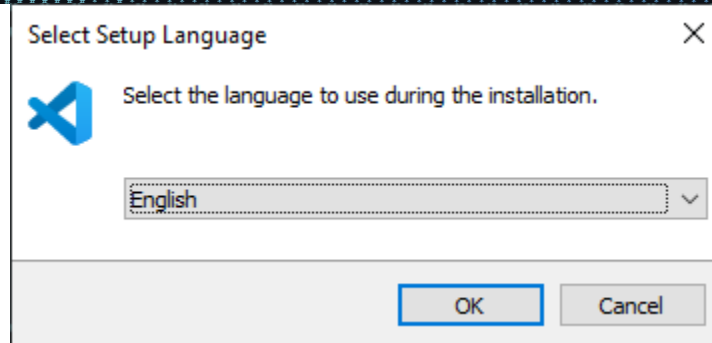 Select Setup Language
Select the language to use during the installation.
English
OK
Cancel